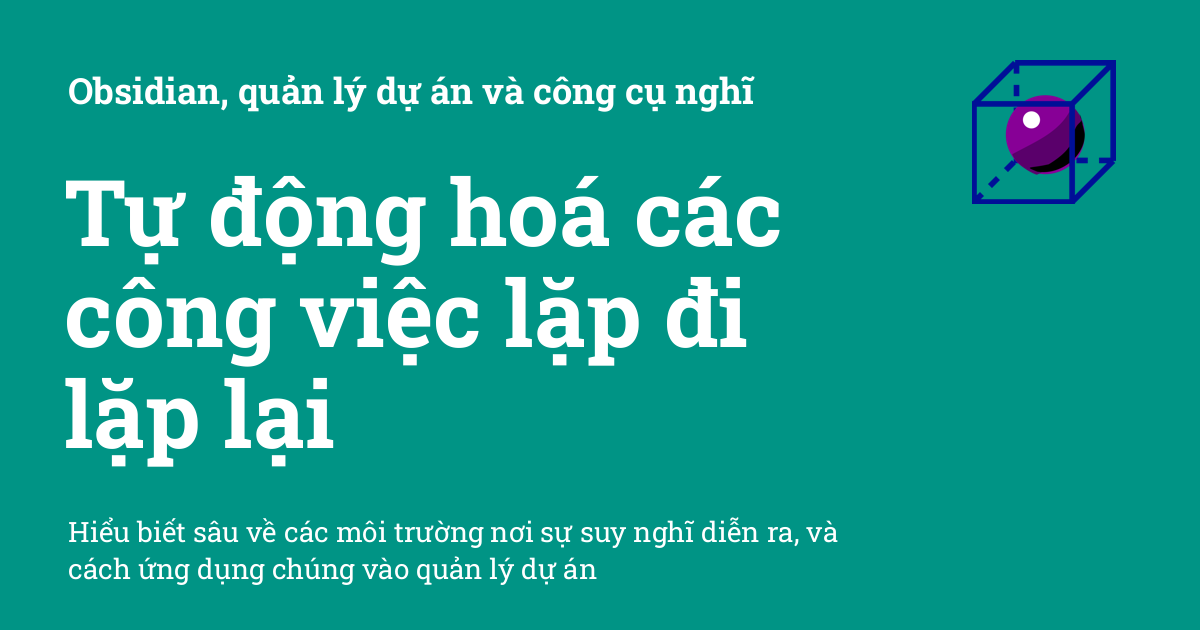 Obsidian, quản lý dự án và công cụ nghĩ
Tự động hoá các
công việc lặp đi
lặp lại
Hiểu biết sâu về các môi trường nơi sự suy nghĩ diễn ra, và
cách ứng dụng chúng vào quản lý dự án